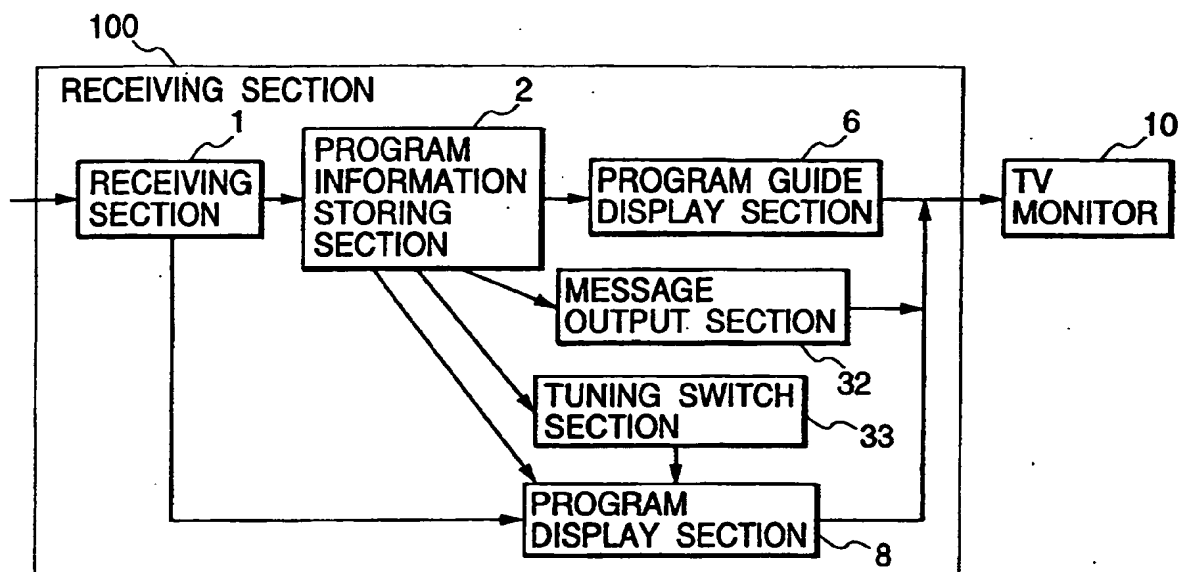 100
RECEIVING SECTION
1
RECEIVING
SECTION
2
PROGRAM
INFORMATION
STORING
SECTION
6
PROGRAM GUIDE
DISPLAY SECTION
10
TV
MONITOR
MESSAGE
OUTPUT SECTION
32
TUNING SWITCH
SECTION
33
PROGRAM
DISPLAY SECTION
8